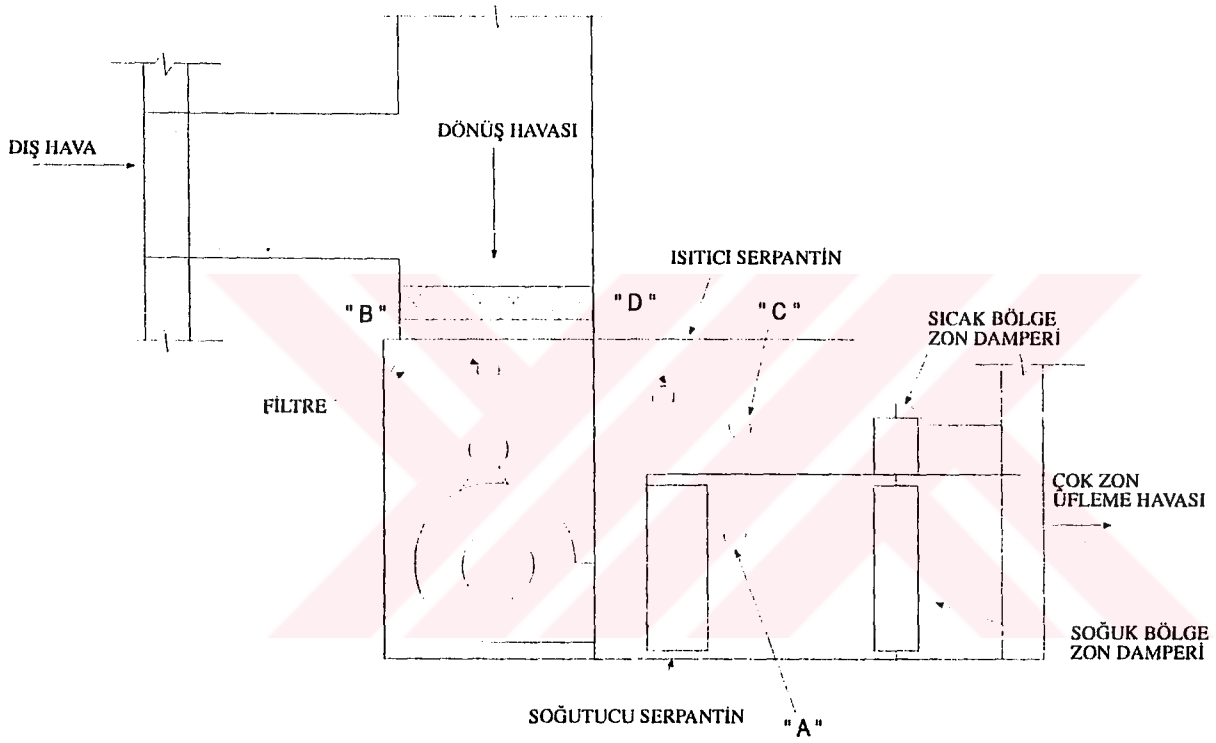 DIŞ HAVA
DÖNÜŞ HAVASI
ISITICI SERPANTİN
"B"
"D"
"C"
SICAK BÖLGE
ZON DAMPERİ
FİLTRE
ÇOK ZON
ÜFLEME HAVASI
SOĞUK BÖLGE
ZON DAMPERİ
SOĞUTUCU SERPANTİN
"A"